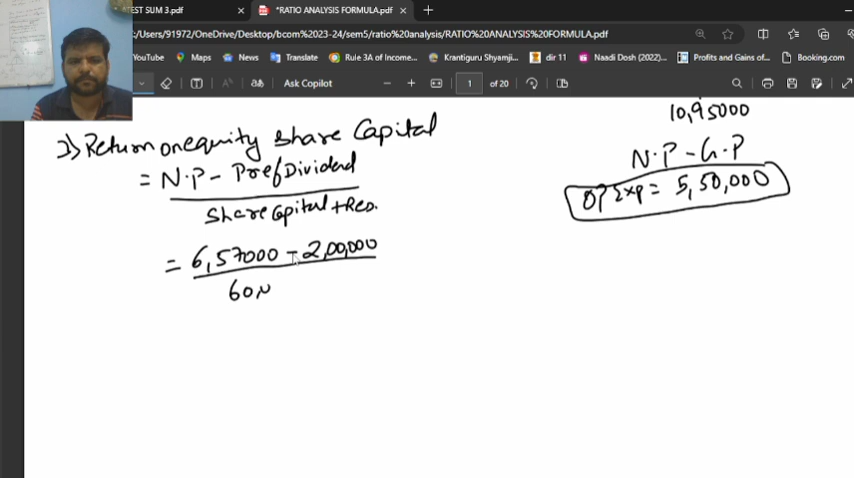 TEST SUM 3.pdf
*RATIO ANALYSIS FORMULA.pdf
:/Users/91972/OneDrive/Desktop/bcom%202023-24/sem5/ratio%20analysis/RATIO%20ANALYSIS%20FORMULA.pdf
YouTube Maps News Translate Rule 3A of Income... Krantiguru Shyamji... dir 11 Naadi Dosh (2022)... Profits and Gains of... Booking.com
Ask Copilot 1 of 20
10,95000
2) Return on equity share Capital
N.P - G.P
= N.P - Pref Dividend
OP Exp = 5,50,000
Share Capital + Res.
= 6,57000 - 2,00,000